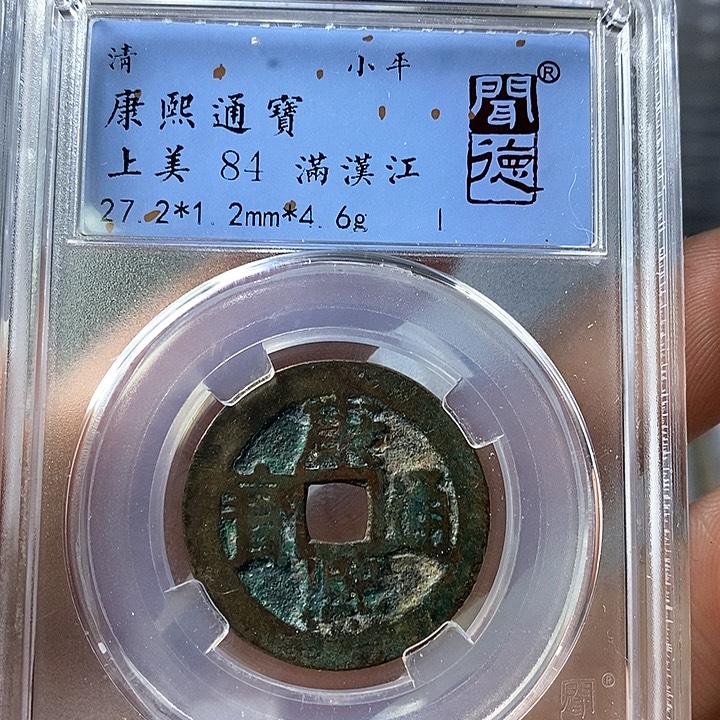 清 小平
康熙通寶
上美 84 滿漢江
27.2*1.2mm*4.6g
聞德®
康熙通寶
聞®